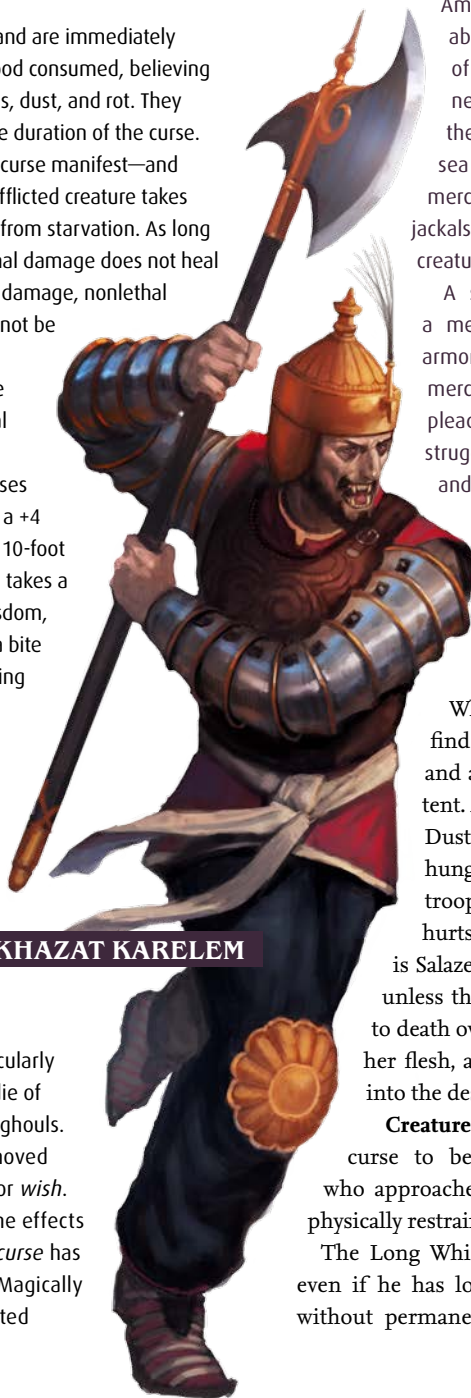 and are immediately
ood consumed, believing
s, dust, and rot. They
e duration of the curse.
curse manifest—and
fflicted creature takes
from starvation. As long
al damage does not heal
damage, nonlethal
not be
e
l
ses
a +4
10-foot
takes a
sdom,
a bite
ing
KHAZAT KARELEM
cularly
die of
ghouls.
noved
or wish.
he effects
curse has
Magically
ted
Am
ab
of
ne
the
sea
merc
jackals
creatu
A s
a me
armor
merc
pleac
strug
and
Wh
find
and a
tent.
Dust
hung
troop
hurts
is Salaze
unless th
to death ov
her flesh, a
into the de
Creature
curse to be
who approache
physically restrain
The Long Whi
even if he has lo
without permane